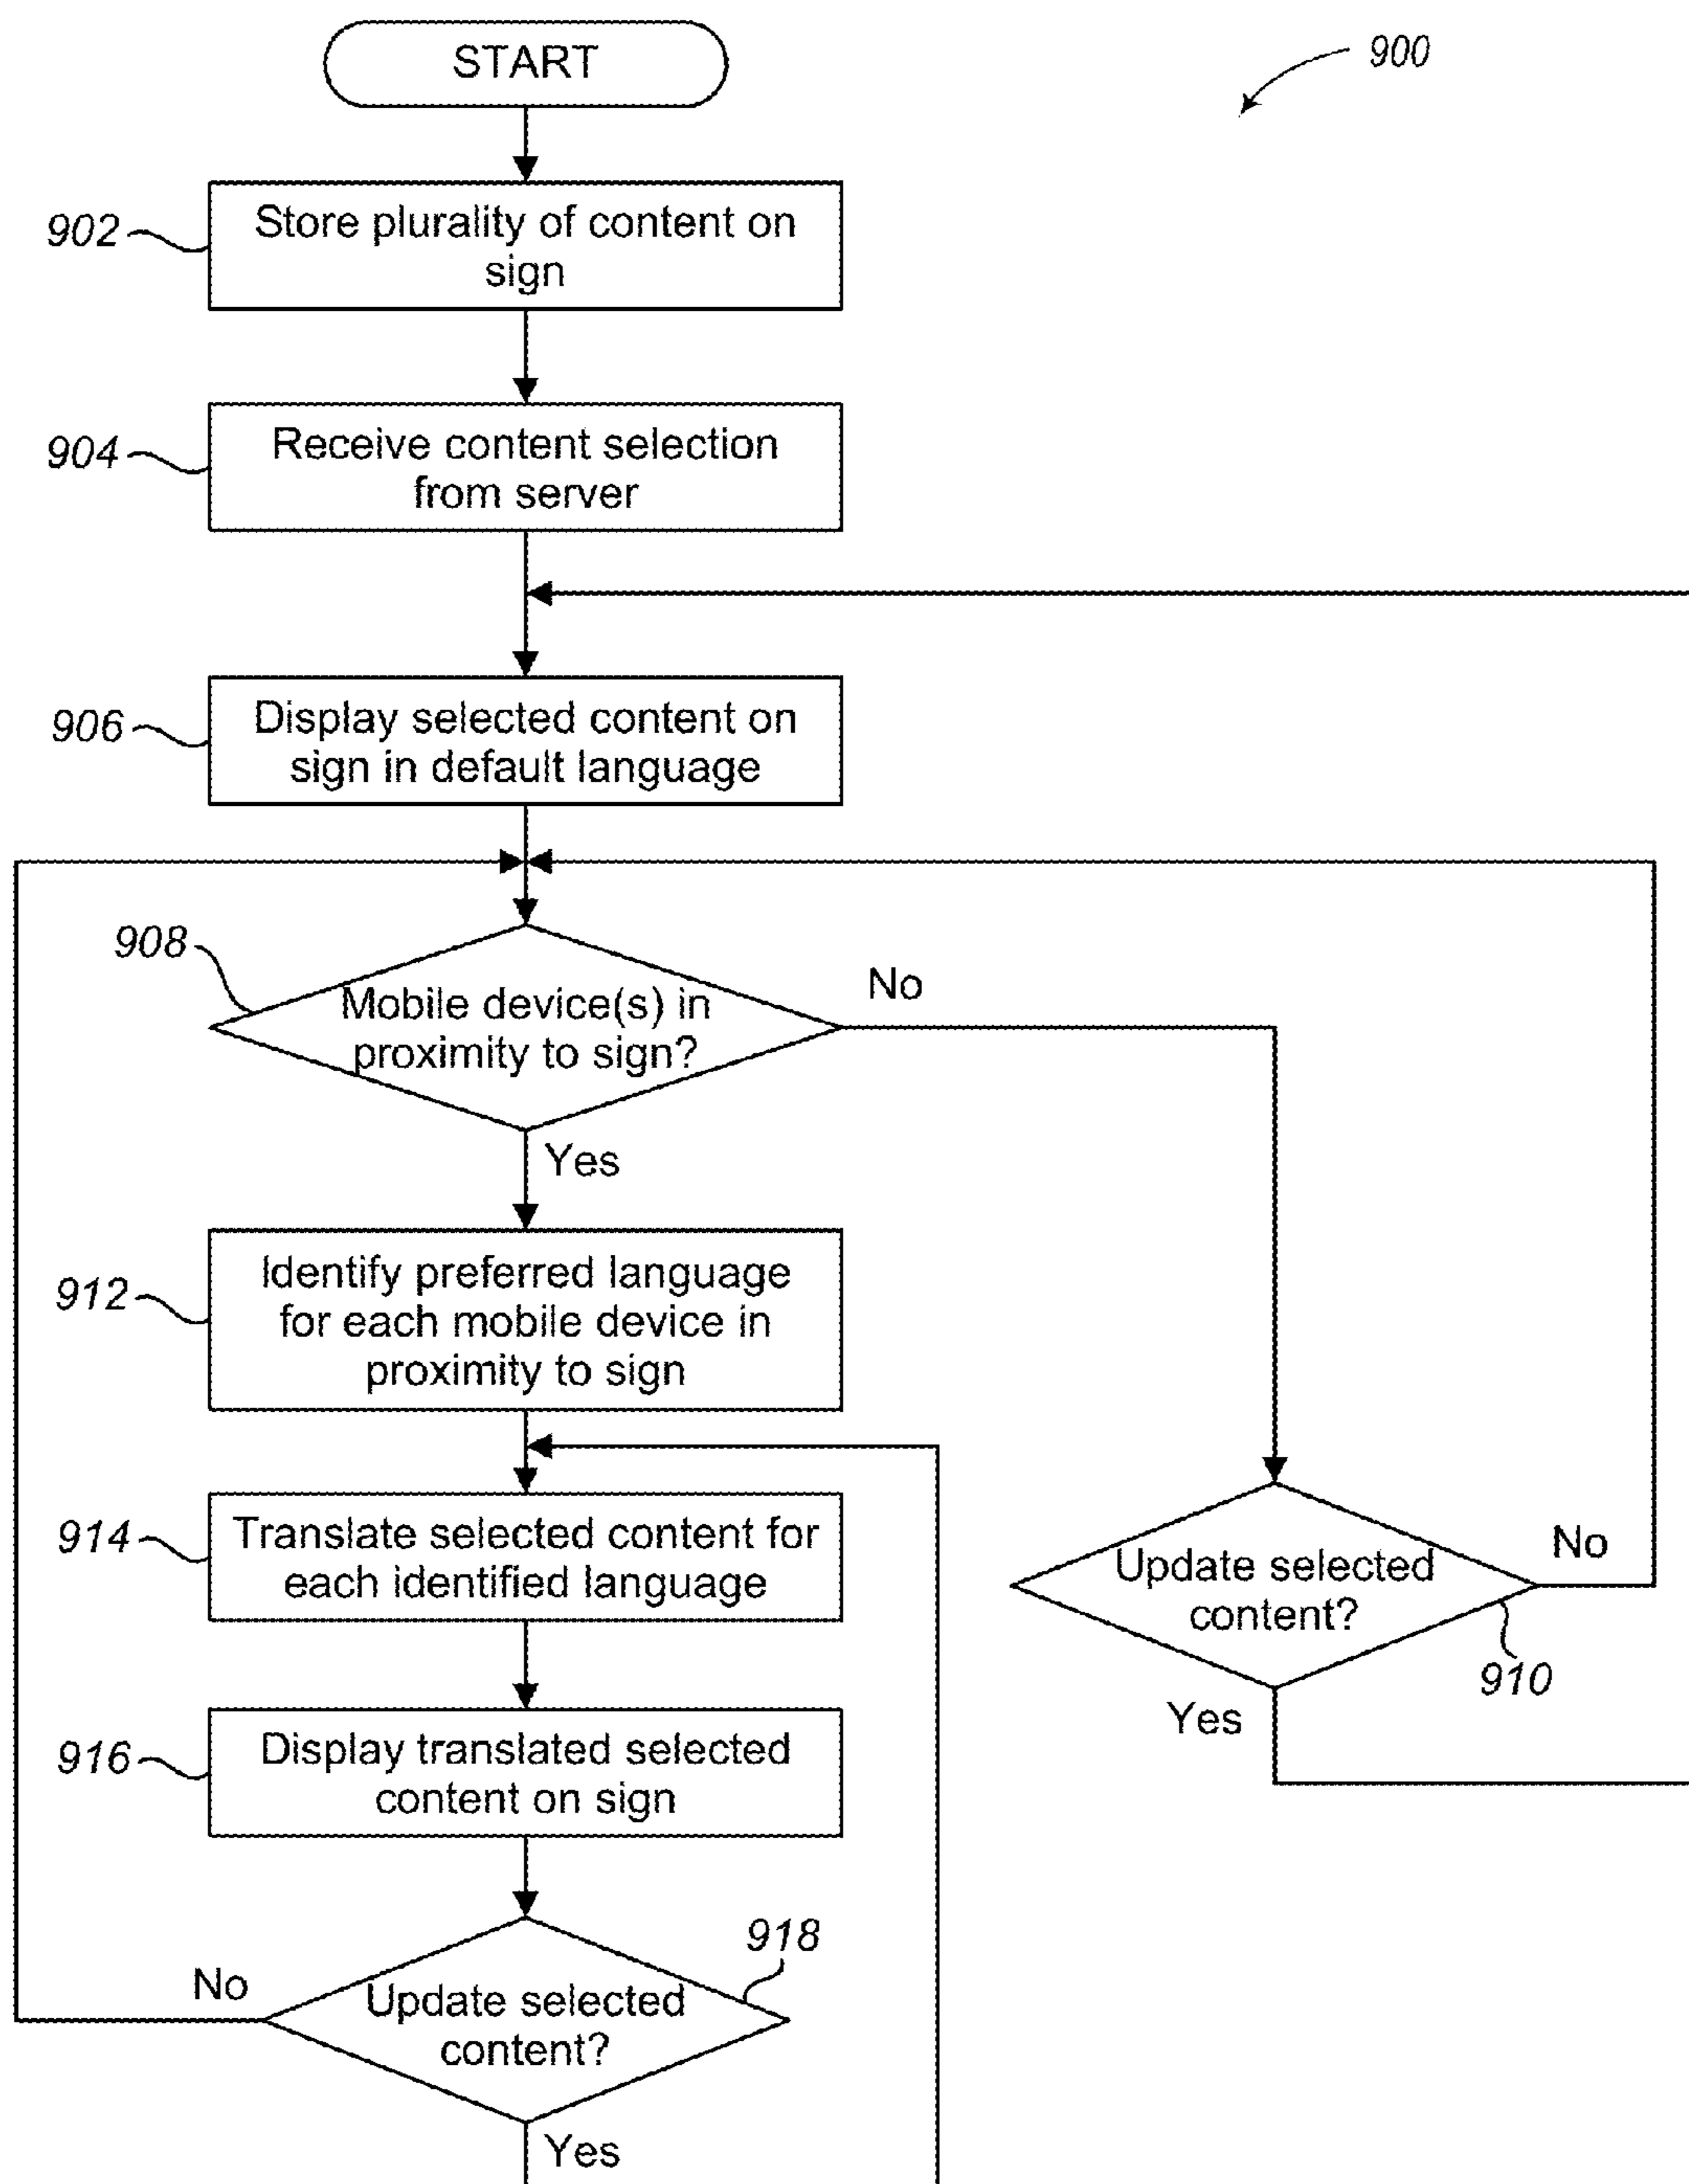 START
900
902
Store plurality of content on
sign
904
Receive content selection
from server
906
Display selected content on
sign in default language
908
Mobile device(s) in
proximity to sign?
No
Yes
912
Identify preferred language
for each mobile device in
proximity to sign
914
Translate selected content for
each identified language
Update selected
content?
No
910
Yes
916
Display translated selected
content on sign
918
No
Update selected
content?
Yes